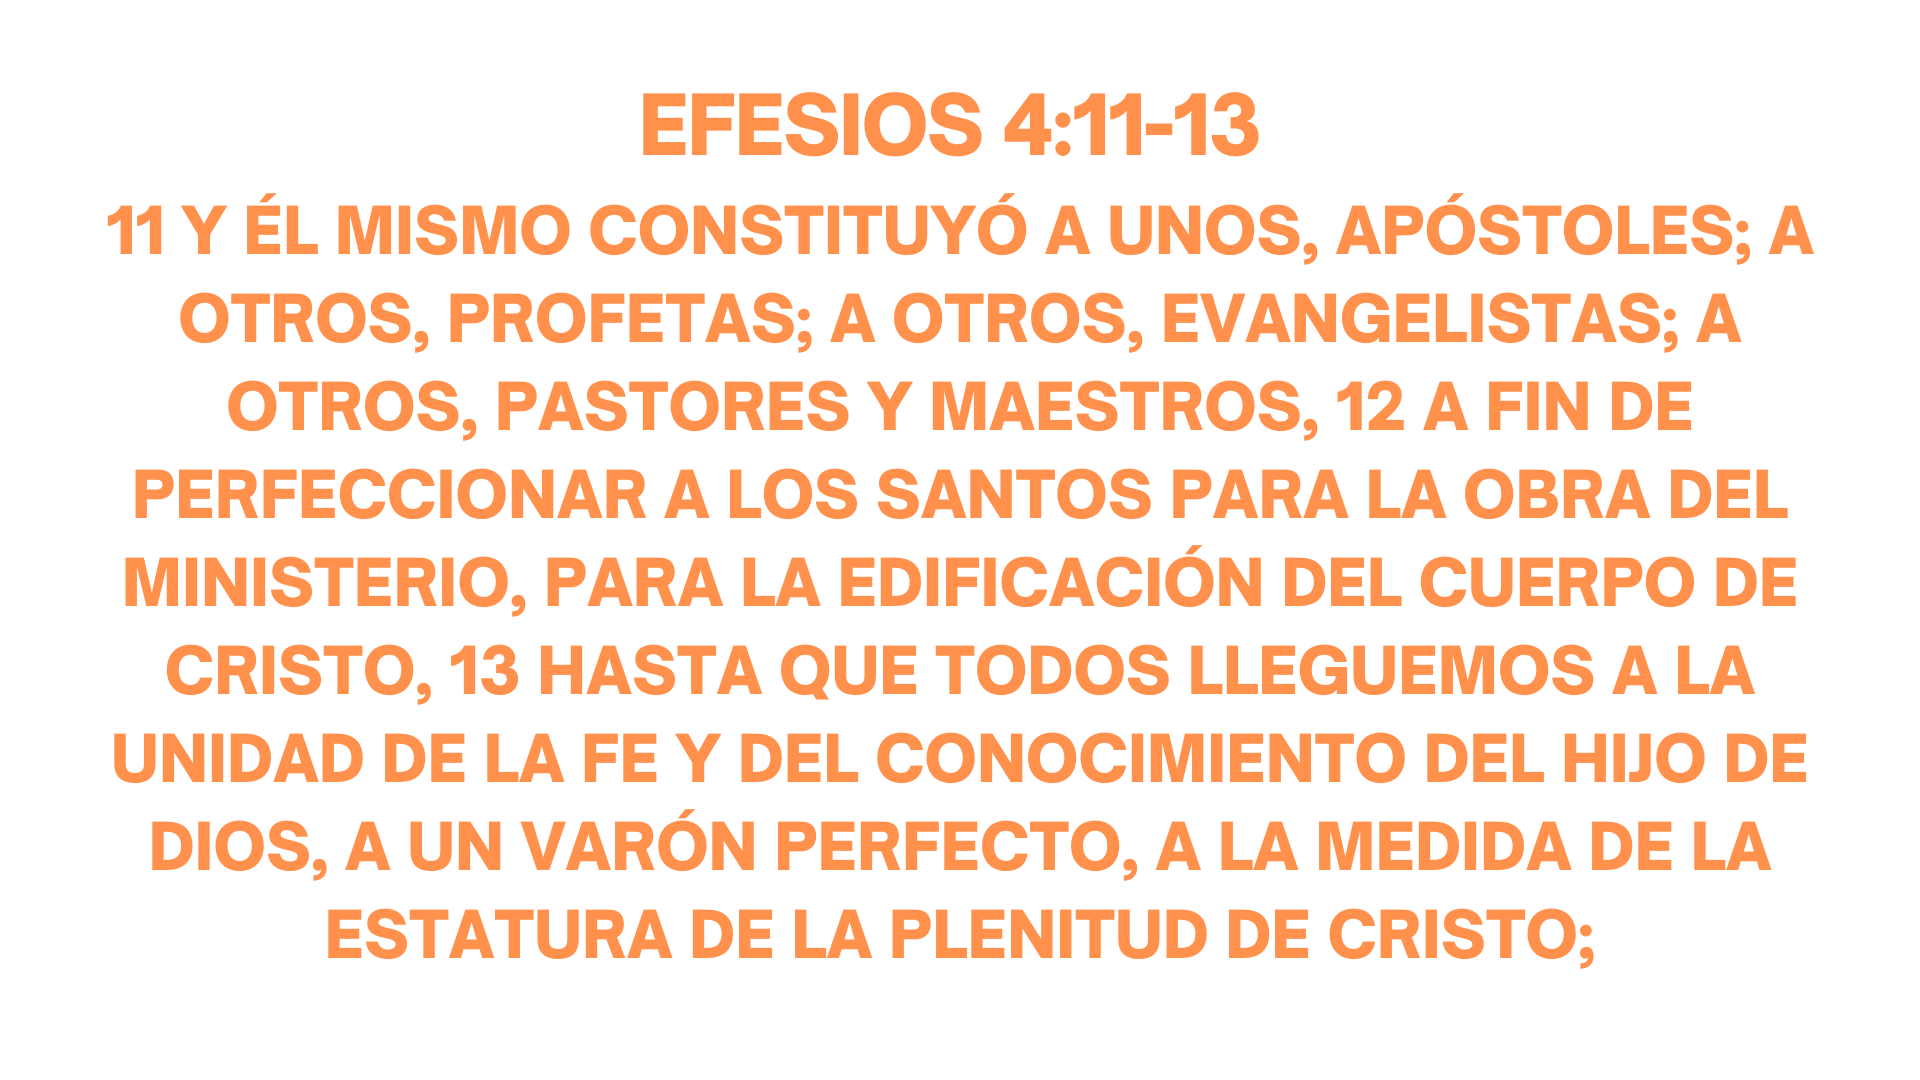 EFESIOS 4:11-13
11 Y ÉL MISMO CONSTITUYÓ A UNOS, APÓSTOLES; A
OTROS, PROFETAS; A OTROS, EVANGELISTAS; A
OTROS, PASTORES Y MAESTROS, 12 A FIN DE
PERFECCIONAR A LOS SANTOS PARA LA OBRA DEL
MINISTERIO, PARA LA EDIFICACIÓN DEL CUERPO DE
CRISTO, 13 HASTA QUE TODOS LLEGUEMOS A LA
UNIDAD DE LA FE Y DEL CONOCIMIENTO DEL HIJO DE
DIOS, A UN VARÓN PERFECTO, A LA MEDIDA DE LA
ESTATURA DE LA PLENITUD DE CRISTO;